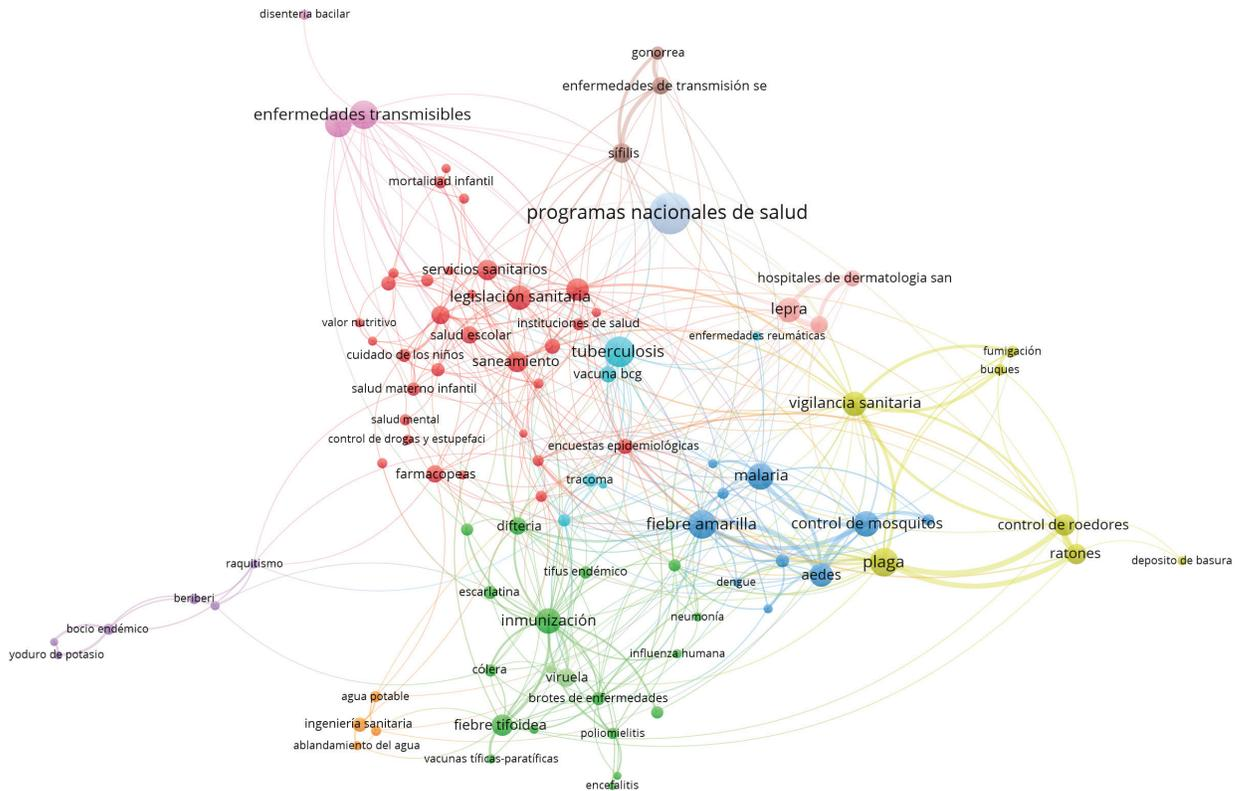 disenteria bacilar
gonorrea
enfermedades de transmisión se
enfermedades transmisibles
sífilis
mortalidad infantil
programas nacionales de salud
servicios sanitarios
hospitales de dermatologia san
legislación sanitaria
lepra
valor nutritivo
instituciones de salud
salud escolar
enfermedades reumáticas
cuidado de los niños
saneamiento
tuberculosis
fumigación
buques
vacuna bcg
salud materno infantil
vigilancia sanitaria
salud mental
control de drogas y estupefaci
encuestas epidemiológicas
farmacopeas
tracoma
malaria
difteria
fiebre amarilla
control de mosquitos
control de roedores
ratones
deposito de basura
raquitismo
tifus endémico
dengue
aedes
plaga
beriberi
escarlatina
inmunización
neumonía
bocio endémico
yoduro de potasio
influenza humana
cólera
viruela
agua potable
brotes de enfermedades
ingeniería sanitaria
fiebre tifoidea
poliomielitis
ablandamiento del agua
vacunas tíficas-paratíficas
encefalitis